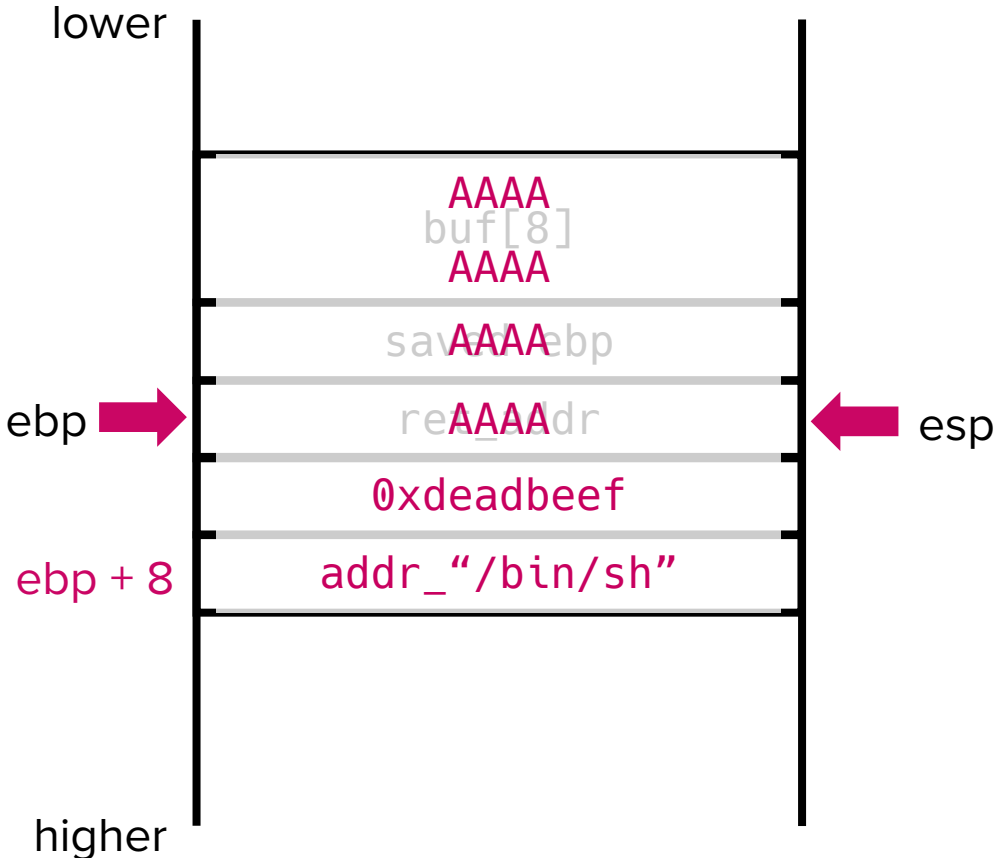 lower
AAAA
buf[8]
AAAA
saved ebp
AAAA
ebp
ret_addr
AAAA
esp
0xdeadbeef
ebp + 8
addr_“/bin/sh”
higher